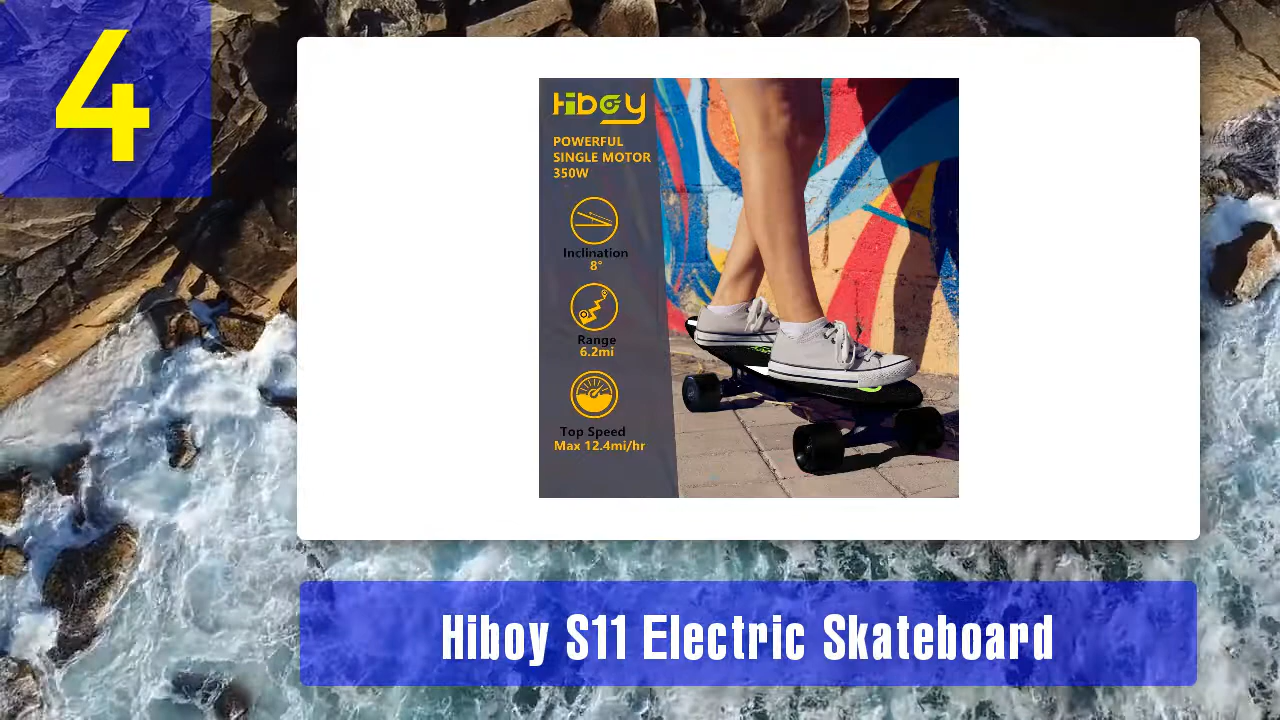 4
Hiboy
POWERFUL
SINGLE MOTOR
350W
Inclination
8°
Range
6.2mi
Top Speed
Max 12.4mi/hr
Hiboy S11 Electric Skateboard